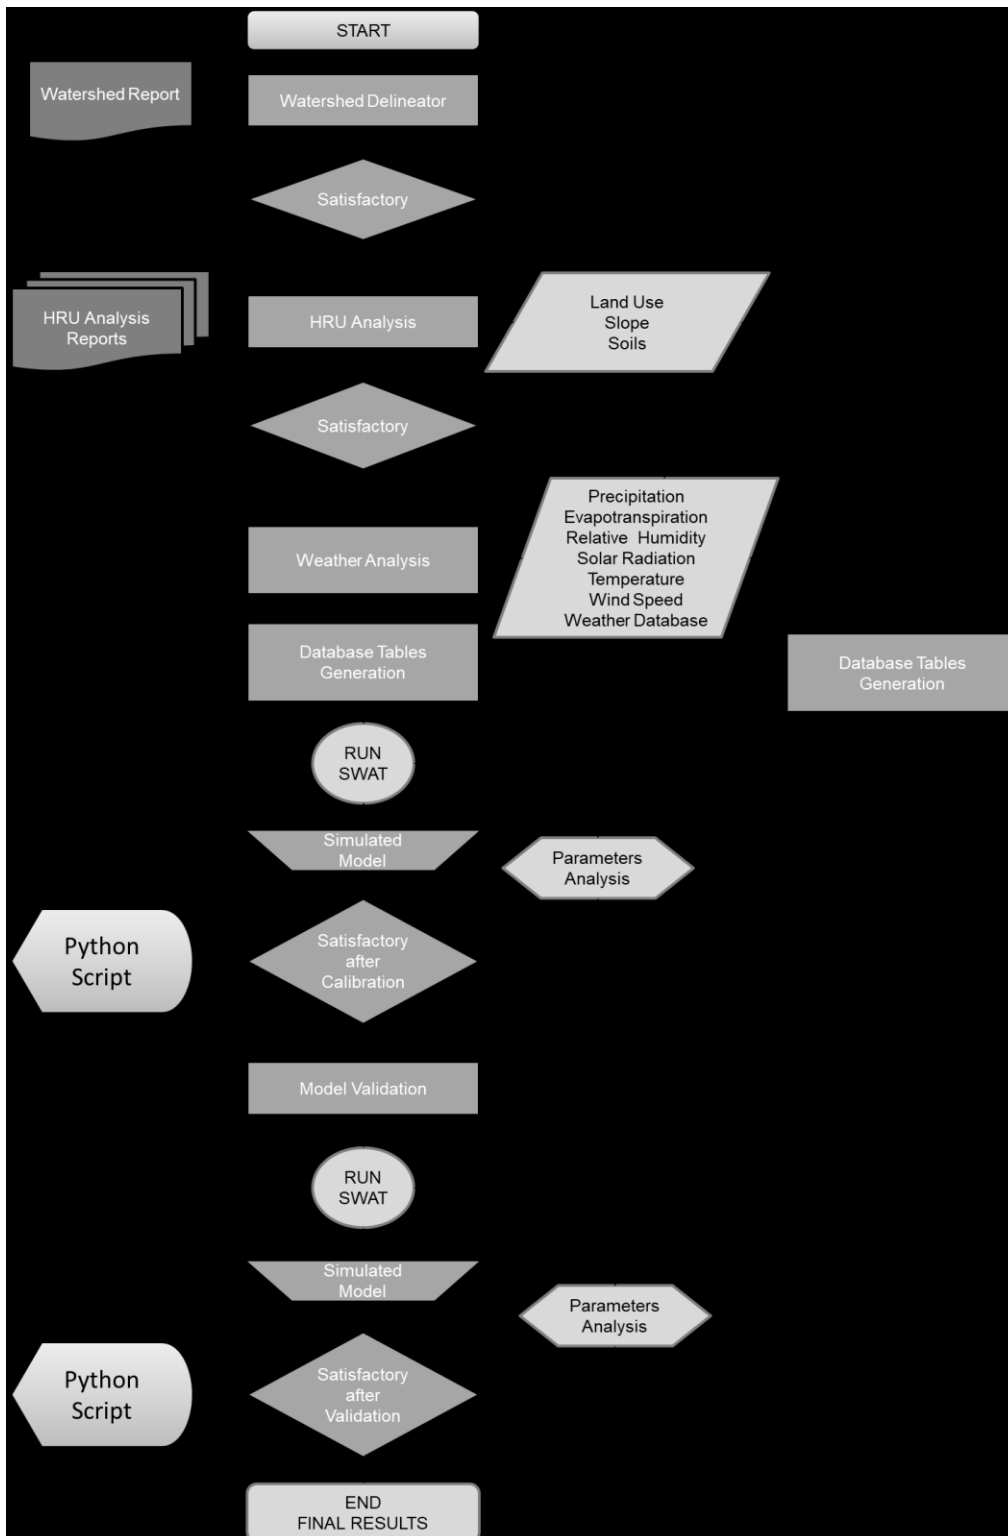 START
Watershed Report
Watershed Delineator
Satisfactory
HRU Analysis
Reports
HRU Analysis
Land Use
Slope
Soils
Satisfactory
Weather Analysis
Precipitation
Evapotranspiration
Relative Humidity
Solar Radiation
Temperature
Wind Speed
Weather Database
Database Tables
Generation
Database Tables
Generation
RUN
SWAT
Simulated
Model
Parameters
Analysis
Python
Script
Satisfactory
after
Calibration
Model Validation
RUN
SWAT
Simulated
Model
Parameters
Analysis
Python
Script
Satisfactory
after
Validation
END
FINAL RESULTS